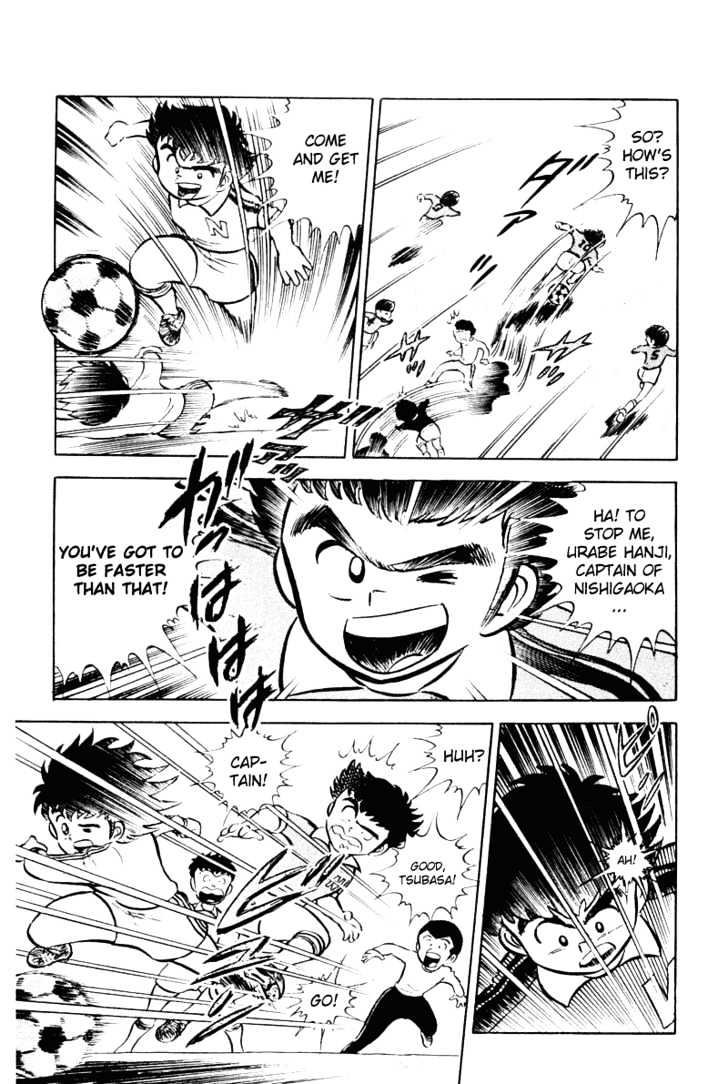 SO?
HOW'S
THIS?
ダッ
COME
AND GET
ME!
N
5
HA! TO
STOP ME,
URABE HANJI,
CAPTAIN OF
NISHIGAOKA
...
YOU'VE GOT TO
BE FASTER
THAN THAT!
わっははは
AH!
HUH?
CAP-
TAIN!
GOOD,
TSUBASA!
GO!